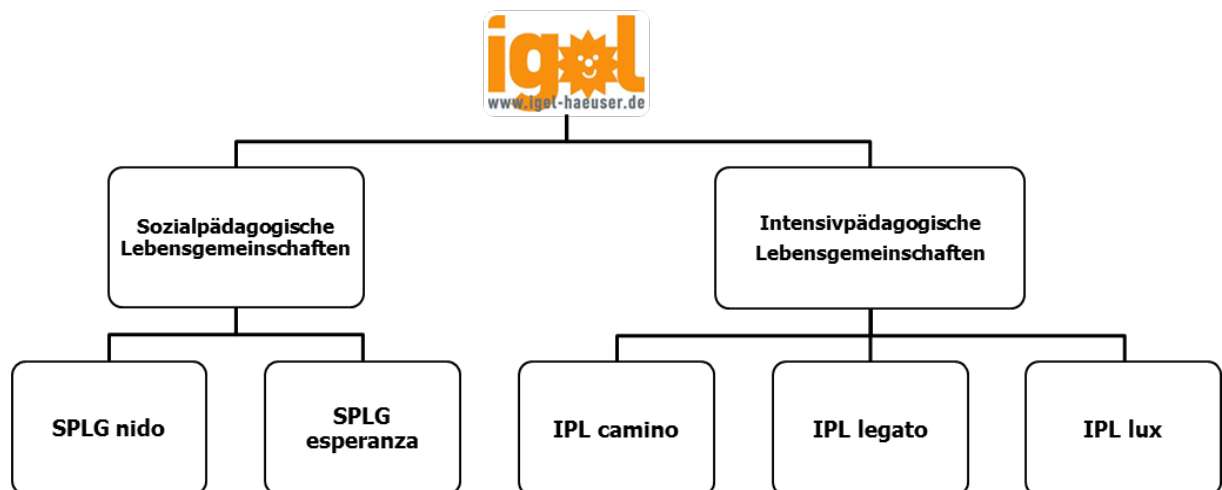 igel
www.igel-haeuser.de
Sozialpädagogische
Lebensgemeinschaften
Intensivpädagogische
Lebensgemeinschaften
SPLG nido
SPLG
esperanza
IPL camino
IPL legato
IPL lux